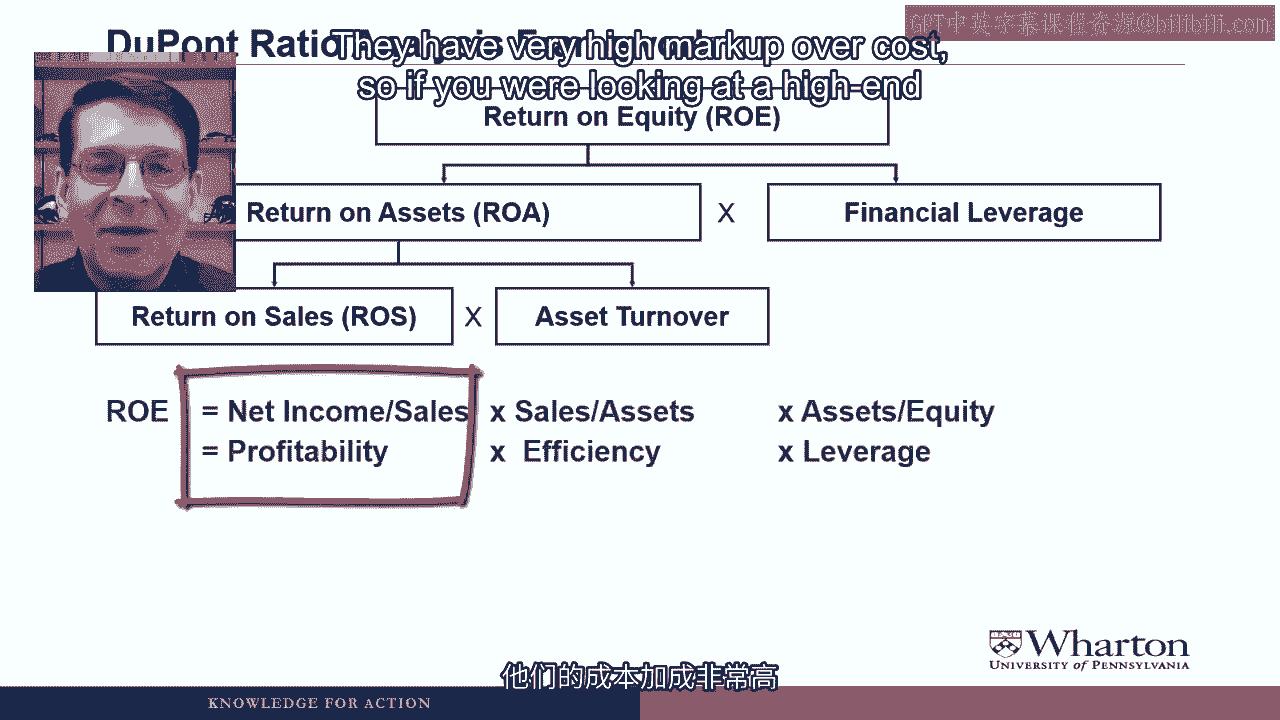 GPT中英字幕课程资源@bilibili.com
DuPont Ratio Analysis Framework
They have very high markup over cost,
so if you were looking at a high-end
Return on Equity (ROE)
Return on Assets (ROA) X Financial Leverage
Return on Sales (ROS) X Asset Turnover
ROE = Net Income/Sales x Sales/Assets x Assets/Equity
= Profitability x Efficiency x Leverage
Wharton
UNIVERSITY of PENNSYLVANIA
他们的成本加成非常高
KNOWLEDGE FOR ACTION